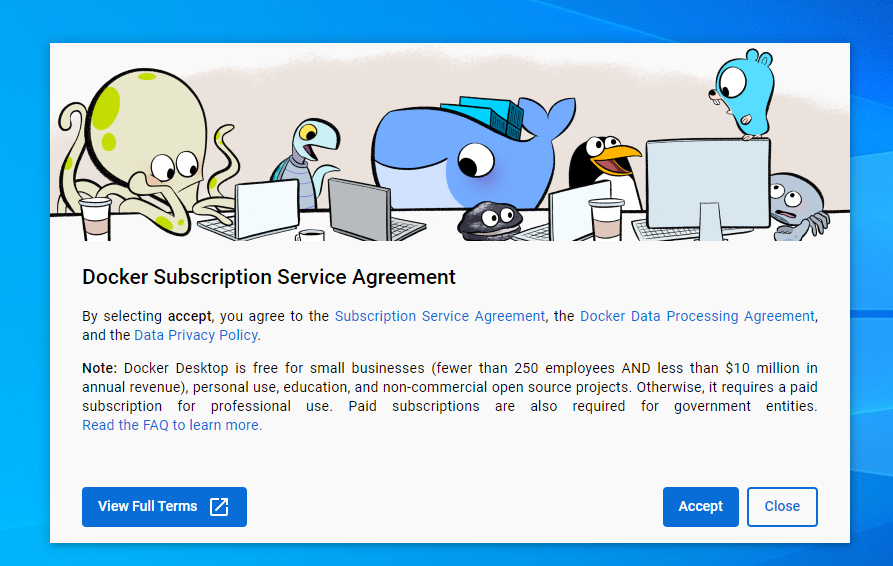 Docker Subscription Service Agreement
By selecting accept, you agree to the Subscription Service Agreement, the Docker Data Processing Agreement,
and the Data Privacy Policy.
Note: Docker Desktop is free for small businesses (fewer than 250 employees AND less than $10 million in
annual revenue), personal use, education, and non-commercial open source projects. Otherwise, it requires a paid
subscription for professional use. Paid subscriptions are also required for government entities.
Read the FAQ to learn more.
View Full Terms
Accept
Close